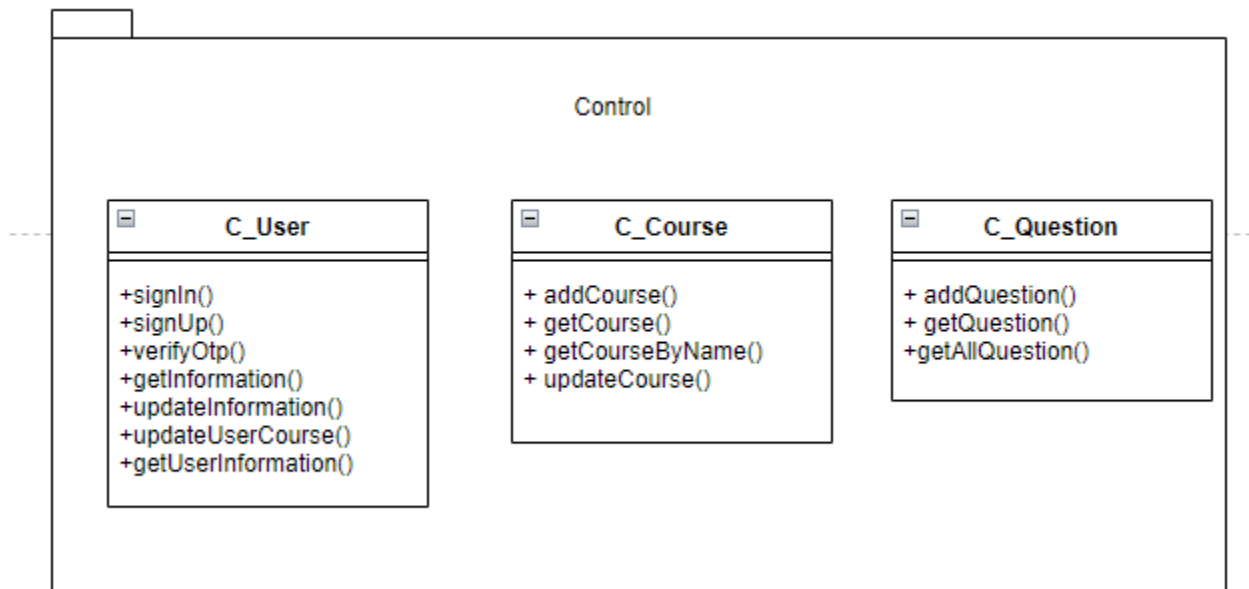 Control
C_User
+signIn()
+signUp()
+verifyOtp()
+getInformation()
+updateInformation()
+updateUserCourse()
+getUserInformation()
C_Course
+ addCourse()
+ getCourse()
+ getCourseByName()
+ updateCourse()
C_Question
+ addQuestion()
+ getQuestion()
+getAllQuestion()